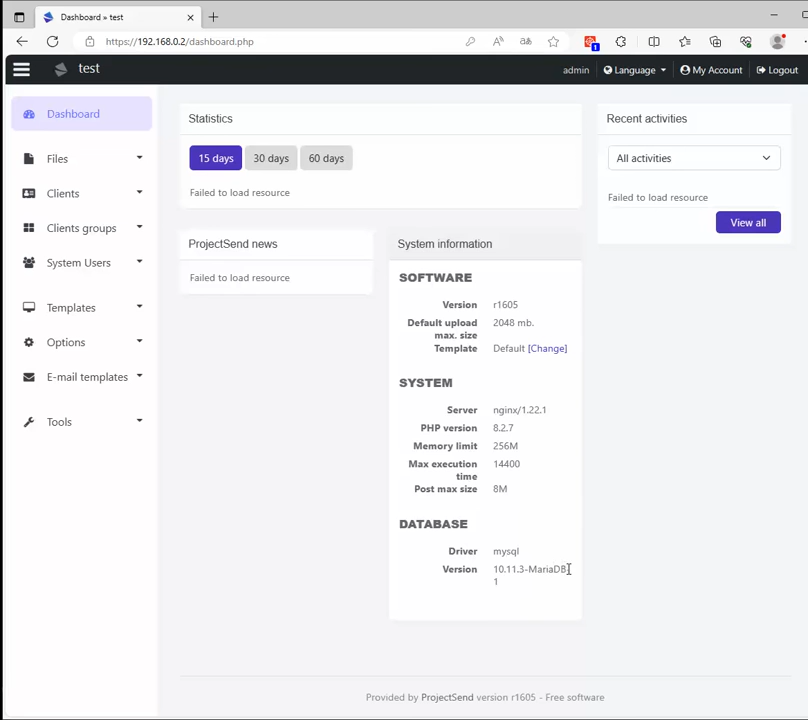 Dashboard » test
https://192.168.0.2/dashboard.php
1
test
admin
Language
My Account
Logout
Dashboard
Files
Clients
Clients groups
System Users
Templates
Options
E-mail templates
Tools
Statistics
15 days
30 days
60 days
Failed to load resource
ProjectSend news
Failed to load resource
System information
SOFTWARE
Version r1605
Default upload max. size 2048 mb.
Template Default [Change]
SYSTEM
Server nginx/1.22.1
PHP version 8.2.7
Memory limit 256M
Max execution time 14400
Post max size 8M
DATABASE
Driver mysql
Version 10.11.3-MariaDB-
1
Recent activities
All activities
Failed to load resource
View all
Provided by ProjectSend version r1605 - Free software